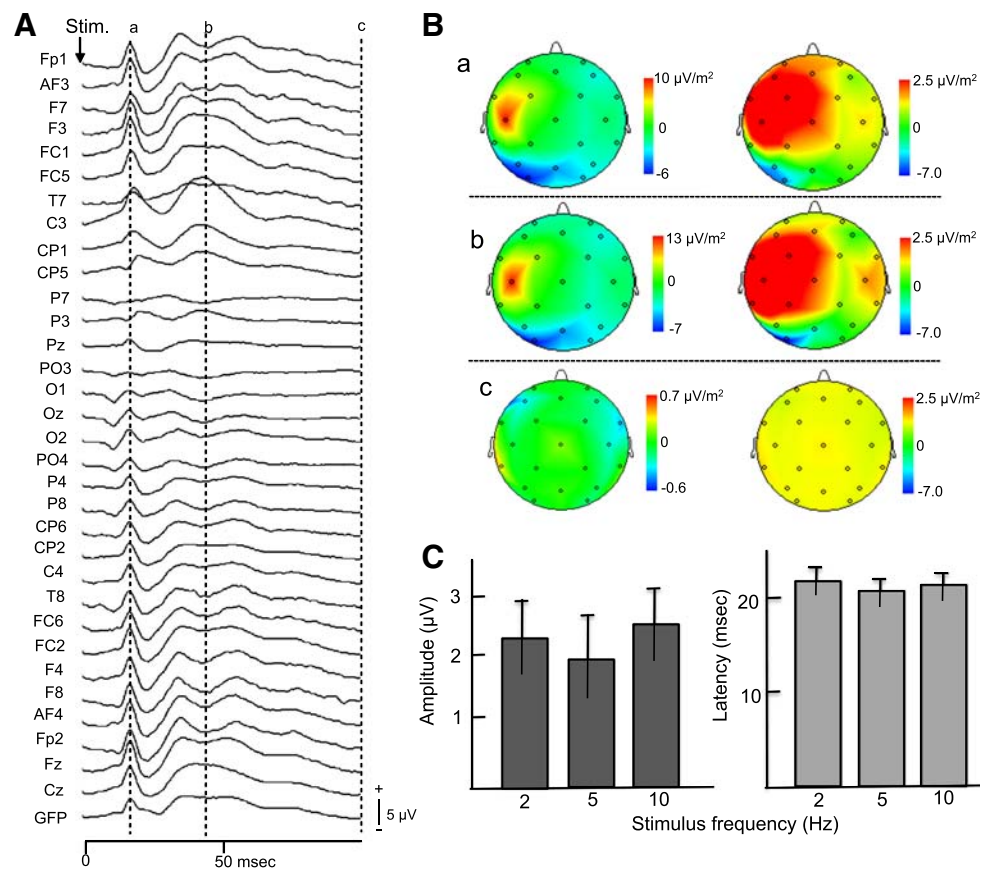 A
Stim.
a
b
c
Fp1
AF3
F7
F3
FC1
FC5
T7
C3
CP1
CP5
P7
P3
Pz
PO3
O1
Oz
O2
PO4
P4
P8
CP6
CP2
C4
T8
FC6
FC2
F4
F8
AF4
Fp2
Fz
Cz
GFP
+
5 µV
-
0
50 msec
B
a
10 µV/m²
0
-6
2.5 µV/m²
0
-7.0
b
13 µV/m²
0
-7
2.5 µV/m²
0
-7.0
c
0.7 µV/m²
0
-0.6
2.5 µV/m²
0
-7.0
C
Amplitude (µV)
3
2
1
2
5
10
Latency (msec)
20
10
2
5
10
Stimulus frequency (Hz)